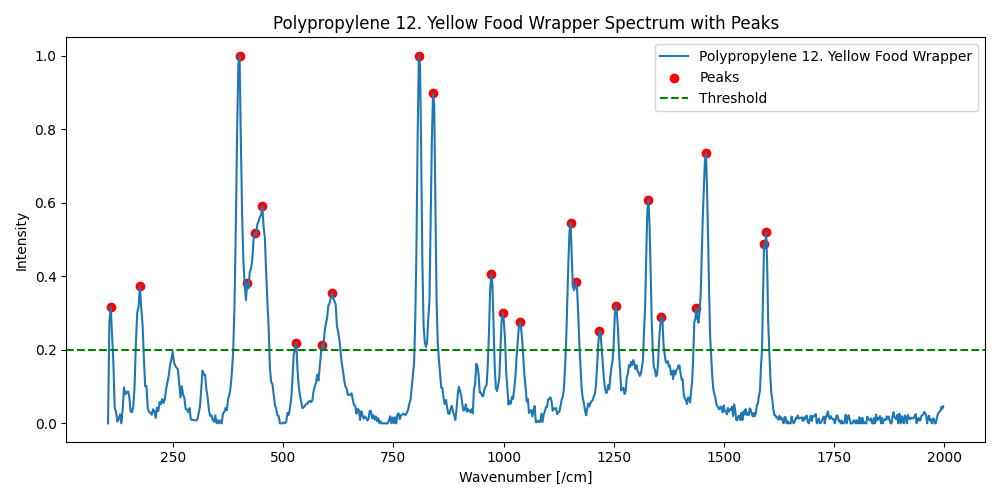 Polypropylene 12. Yellow Food Wrapper Spectrum with Peaks
Polypropylene 12. Yellow Food Wrapper
Peaks
Threshold
Intensity
1.0
0.8
0.6
0.4
0.2
0.0
250
500
750
1000
1250
1500
1750
2000
Wavenumber [/cm]